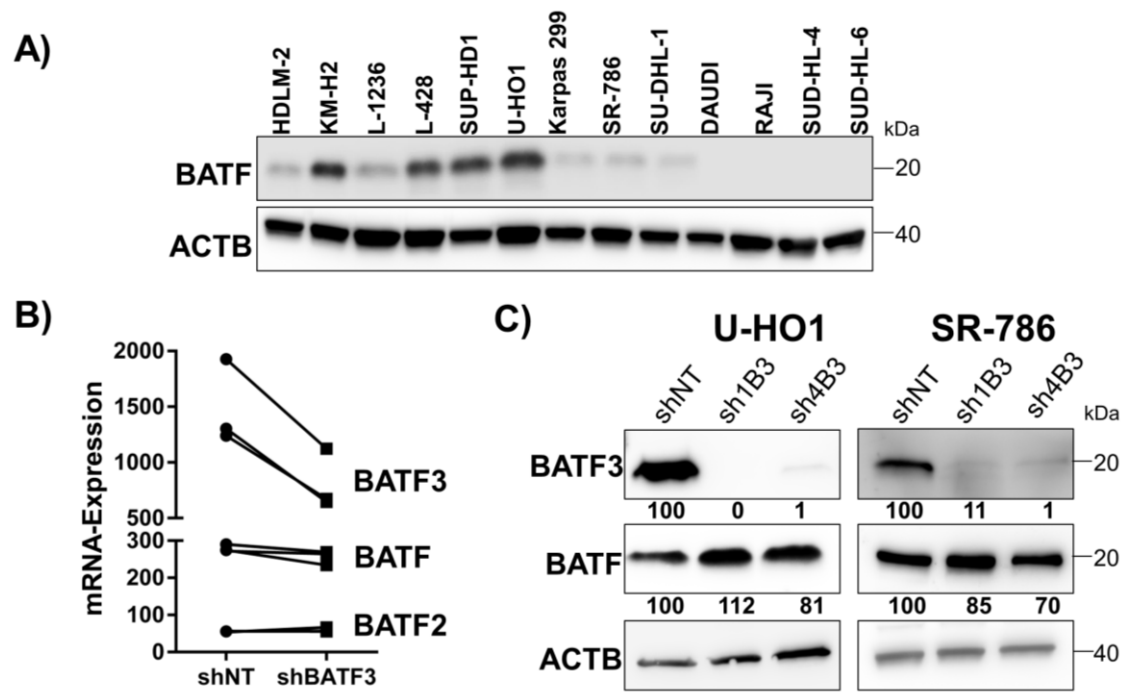 A)
HDLM-2 KM-H2 L-1236 L-428 SUP-HD1 U-HO1 Karpas 299 SR-786 SU-DHL-1 DAUDI RAJI SUD-HL-4 SUD-HL-6
kDa
BATF 20
ACTB 40
B)
mRNA-Expression
2000
1500
1000
500
300
200
100
0
BATF3
BATF
BATF2
shNT shBATF3
C)
U-HO1 SR-786
shNT sh1B3 sh4B3 shNT sh1B3 sh4B3
kDa
BATF3 20
100 0 1 100 11 1
BATF 20
100 112 81 100 85 70
ACTB 40